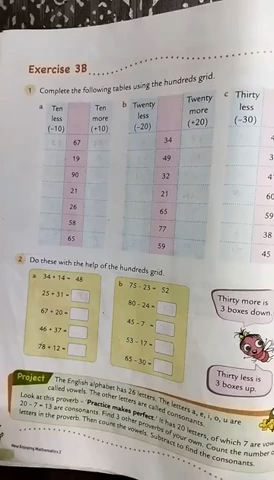 Exercise 3B
1 Complete the following tables using the hundreds grid.
a Ten less (−10) Ten more (+10)
67
19
90
21
26
58
65
b Twenty less (−20) Twenty more (+20)
34
49
32
21
65
77
59
c Thirty less (−30)
60
59
38
45
2 Do these with the help of the hundreds grid.
a 34 + 14 = 48
25 + 31 =
67 + 20 =
46 + 37 =
78 + 12 =
b 75 − 23 = 52
80 − 24 =
45 − 7 =
53 − 17 =
65 − 30 =
Thirty more is
3 boxes down.
Thirty less is
3 boxes up.
Project
The English alphabet has 26 letters. The letters a, e, i, o, u are
called vowels. The other letters are called consonants.
Look at this proverb – 'Practice makes perfect.' It has 20 letters, of which 7 are
20 − 7 = 13 are consonants. Find 3 other proverbs of your own. Count the number
letters in the proverb. Then count the vowels. Subtract to find the consonants.
New Enjoying Mathematics 2